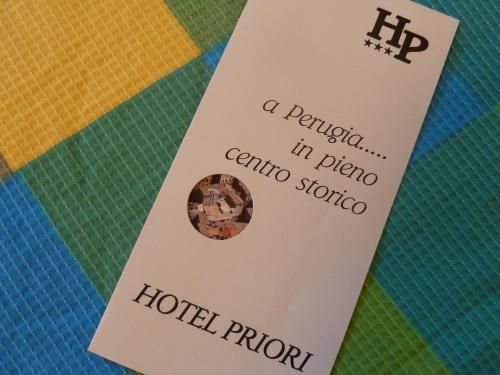 HP
★★★
a Perugia.....
in pieno
centro storico
HOTEL PRIORI